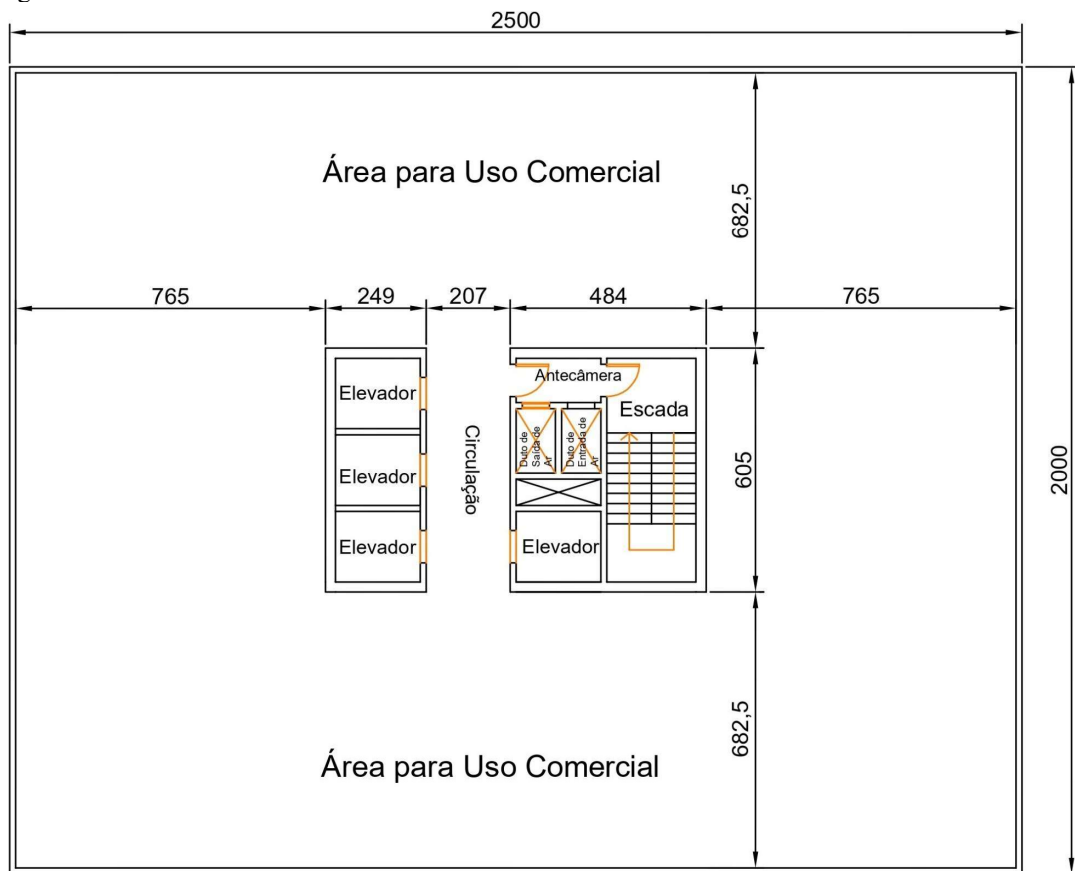 2500
Área para Uso Comercial
682,5
765
249
207
484
765
Elevador
Antecâmera
Escada
Duto de
Saída de
Ar
Duto de
Entrada de
Ar
Circulação
605
2000
Elevador
Elevador
Elevador
682,5
Área para Uso Comercial